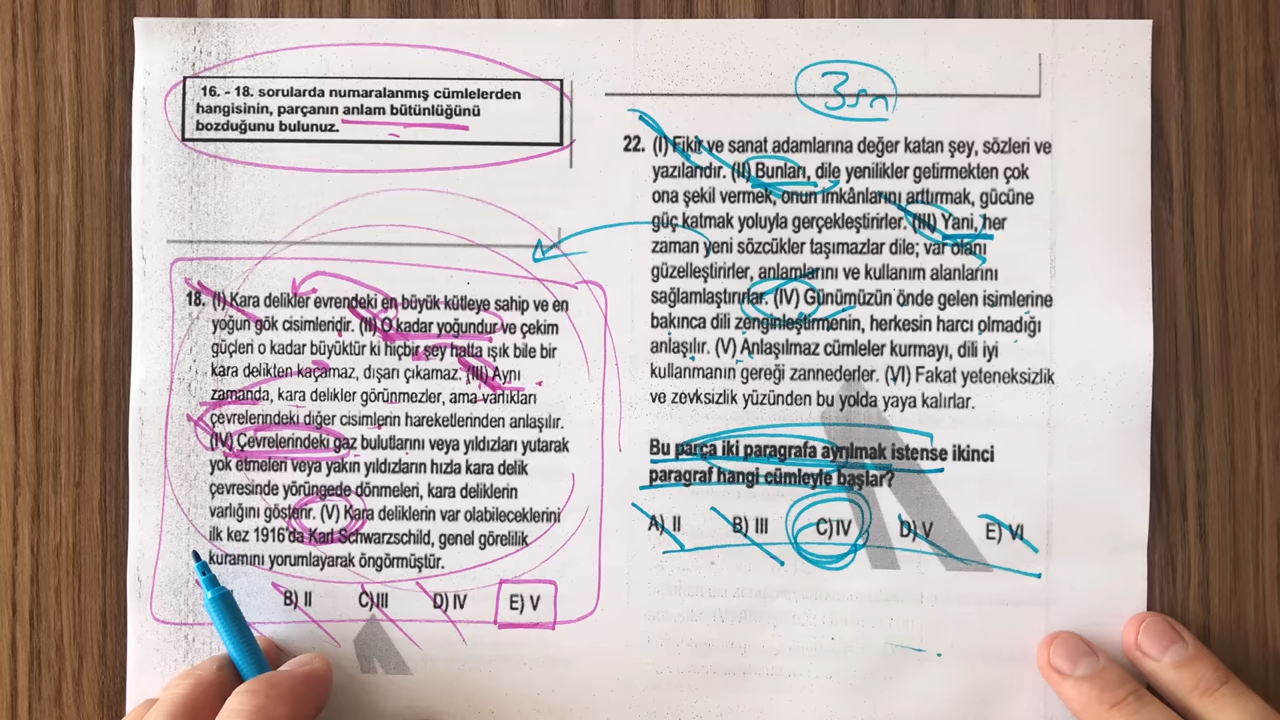 16. - 18. sorularda numaralanmış cümlelerden
hangisinin, parçanın anlam bütünlüğünü
bozduğunu bulunuz.
18. (I) Kara delikler evrendeki en büyük kütleye sahip ve en
yoğun gök cisimleridir. (II) O kadar yoğundur ve çekim
güçleri o kadar büyüktür ki hiçbir şey hatta ışık bile bir
kara delikten kaçamaz, dışarı çıkamaz. (III) Aynı
zamanda, kara delikler görünmezler, ama varlıkları
çevrelerindeki diğer cisimlerin hareketlerinden anlaşılır.
(IV) Çevrelerindeki gaz bulutlarını veya yıldızları yutarak
yok etmeleri veya yakın yıldızların hızla kara delik
çevresinde yörüngede dönmeleri, kara deliklerin
varlığını gösterir. (V) Kara deliklerin var olabileceklerini
ilk kez 1916'da Karl Schwarzschild, genel görelilik
kuramını yorumlayarak öngörmüştür.
B) II C) III D) IV E) V
3sn
22. (I) Fikir ve sanat adamlarına değer katan şey, sözleri ve
yazılarıdır. (II) Bunları, dile yenilikler getirmekten çok
ona şekil vermek, onun imkânlarını arttırmak, gücüne
güç katmak yoluyla gerçekleştirirler. (III) Yani, her
zaman yeni sözcükler taşımazlar dile; var olanı
güzelleştirirler, anlamlarını ve kullanım alanlarını
sağlamlaştırırlar. (IV) Günümüzün önde gelen isimlerine
bakınca dili zenginleştirmenin, herkesin harcı olmadığı
anlaşılır. (V) Anlaşılmaz cümleler kurmayı, dili iyi
kullanmanın gereği zannederler. (VI) Fakat yeteneksizlik
ve zevksizlik yüzünden bu yolda yaya kalırlar.
Bu parça iki paragrafa ayrılmak istense ikinci
paragraf hangi cümleyle başlar?
A) II B) III C) IV D) V E) VI